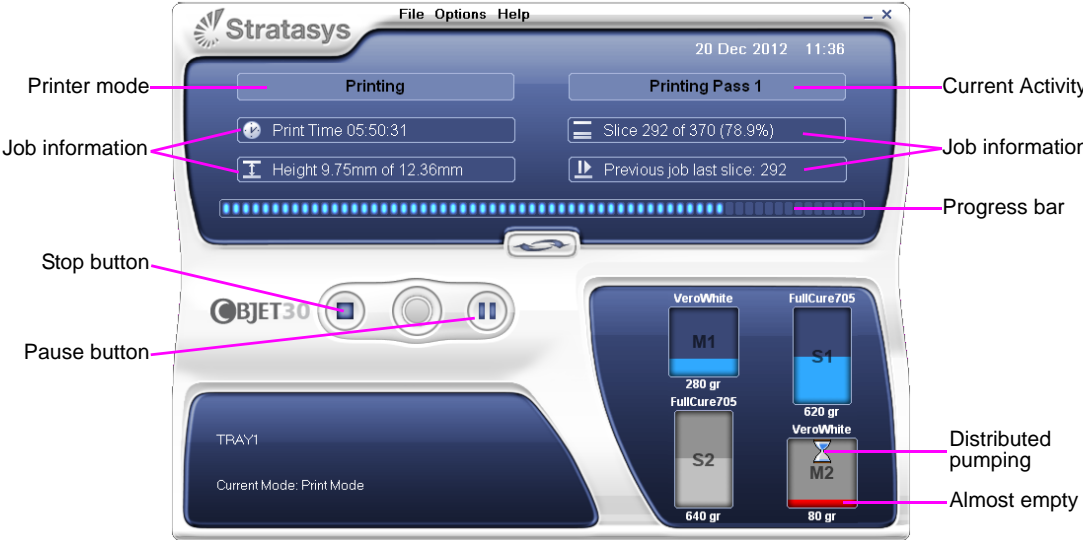 File Options Help
Stratasys
20 Dec 2012 11:36
Printer mode
Printing
Printing Pass 1
Current Activity
Job information
Print Time 05:50:31
Slice 292 of 370 (78.9%)
Job information
Height 9.75mm of 12.36mm
Previous job last slice: 292
Progress bar
Stop button
OBJET30
Pause button
VeroWhite
FullCure705
M1
S1
280 gr
620 gr
FullCure705
VeroWhite
S2
M2
640 gr
80 gr
Distributed
pumping
Almost empty
TRAY1
Current Mode: Print Mode